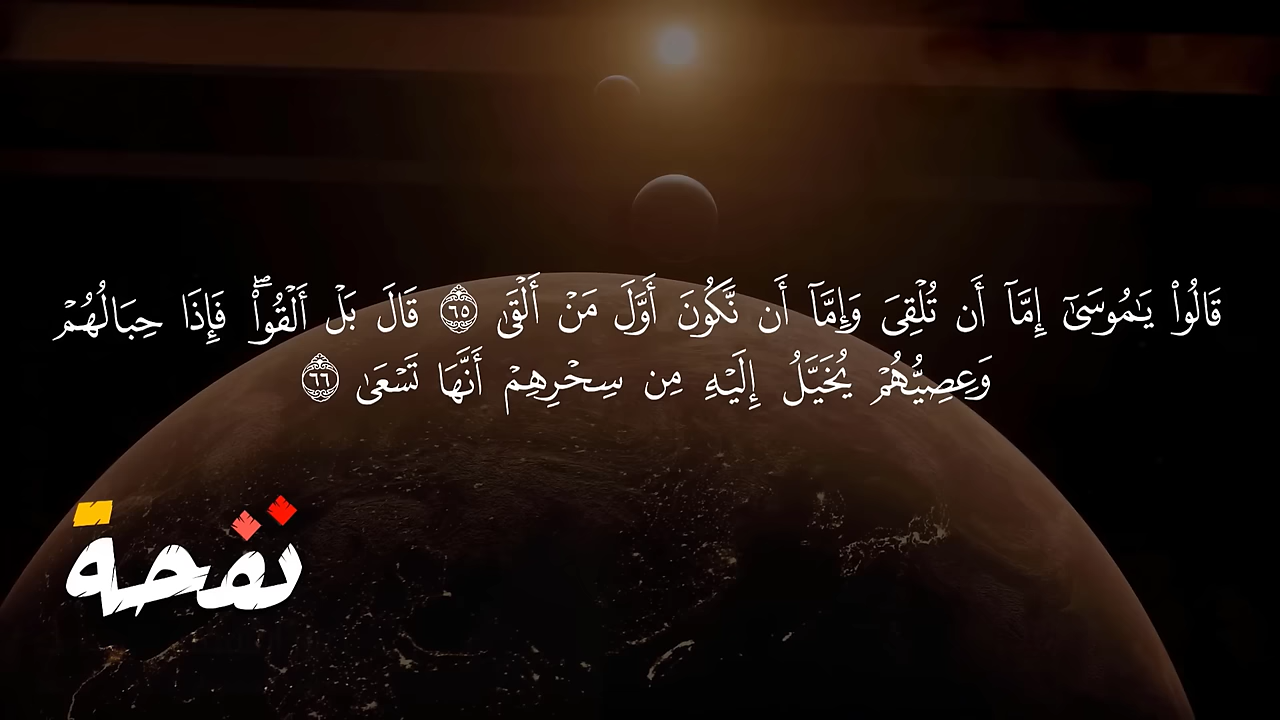 قَالُوا۟ يَـٰمُوسَىٰٓ إِمَّآ أَن تُلْقِىَ وَإِمَّآ أَن نَّكُونَ أَوَّلَ مَنْ أَلْقَىٰ ٦٥ قَالَ بَلْ أَلْقُوا۟ ۖ فَإِذَا حِبَالُهُمْ
وَعِصِيُّهُمْ يُخَيَّلُ إِلَيْهِ مِن سِحْرِهِمْ أَنَّهَا تَسْعَىٰ ٦٦
نفحة